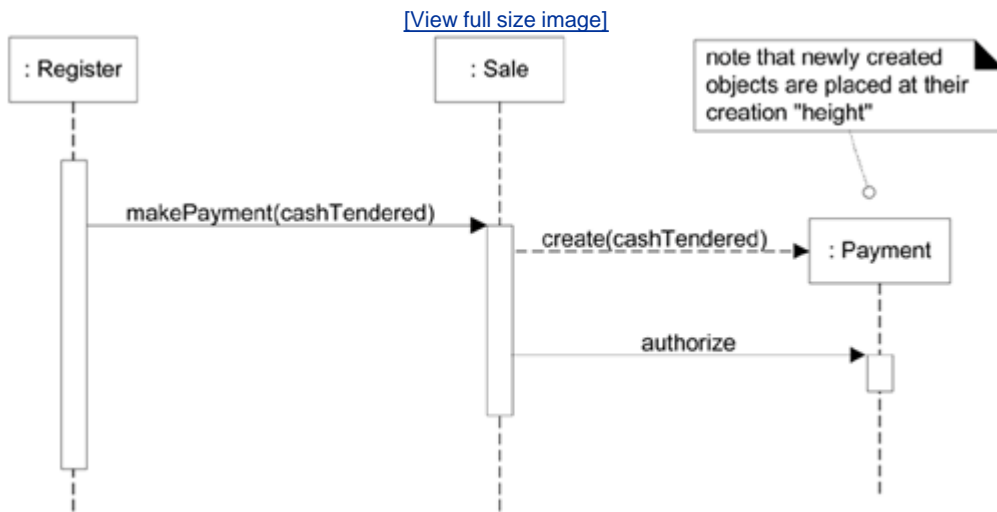 [View full size image]
: Register
: Sale
note that newly created
objects are placed at their
creation "height"
makePayment(cashTendered)
create(cashTendered)
: Payment
authorize